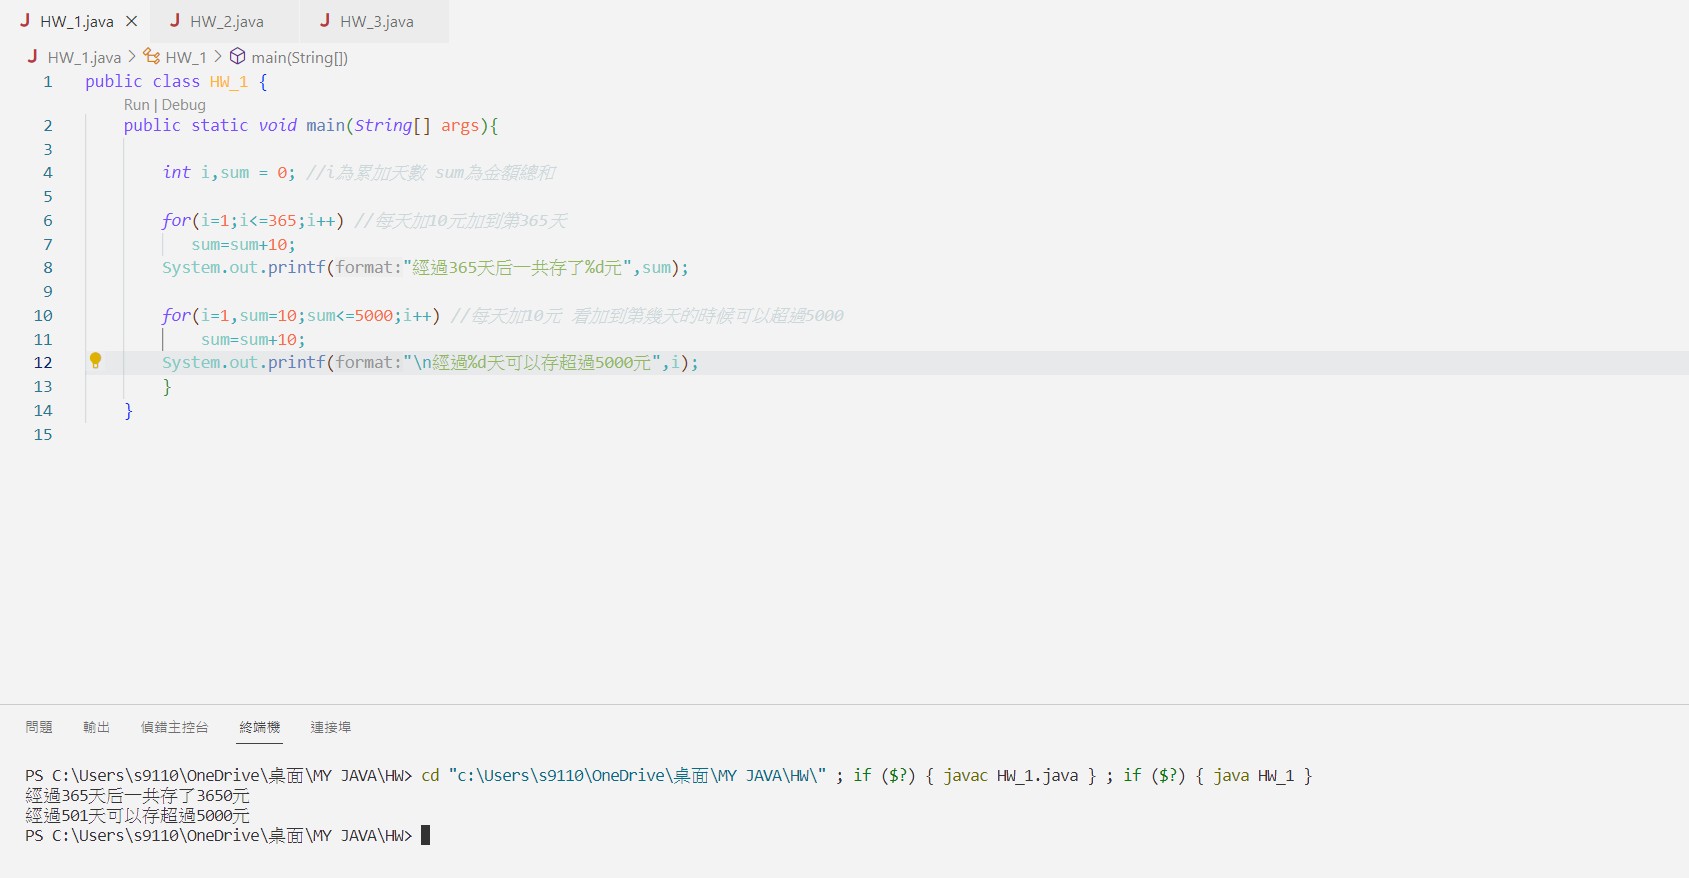 J HW_1.java × J HW_2.java J HW_3.java
J HW_1.java > HW_1 > main(String[])
1 public class HW_1 {
Run | Debug
2 public static void main(String[] args){
3
4 int i,sum = 0; //i為累加天數 sum為金額總和
5
6 for(i=1;i<=365;i++) //每天加10元加到第365天
7 sum=sum+10;
8 System.out.printf(format:"經過365天后一共存了%d元",sum);
9
10 for(i=1,sum=10;sum<=5000;i++) //每天加10元 看加到第幾天的時候可以超過5000
11 sum=sum+10;
12 System.out.printf(format:"\n經過%d天可以存超過5000元",i);
13 }
14 }
15
問題 輸出 偵錯主控台 終端機 連接埠
PS C:\Users\s9110\OneDrive\桌面\MY JAVA\HW> cd "c:\Users\s9110\OneDrive\桌面\MY JAVA\HW\" ; if ($?) { javac HW_1.java } ; if ($?) { java HW_1 }
經過365天后一共存了3650元
經過501天可以存超過5000元
PS C:\Users\s9110\OneDrive\桌面\MY JAVA\HW>